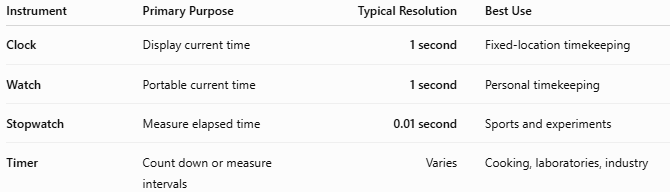 Instrument Primary Purpose Typical Resolution Best Use
Clock Display current time 1 second Fixed-location timekeeping
Watch Portable current time 1 second Personal timekeeping
Stopwatch Measure elapsed time 0.01 second Sports and experiments
Timer Count down or measure Varies Cooking, laboratories, industry
intervals